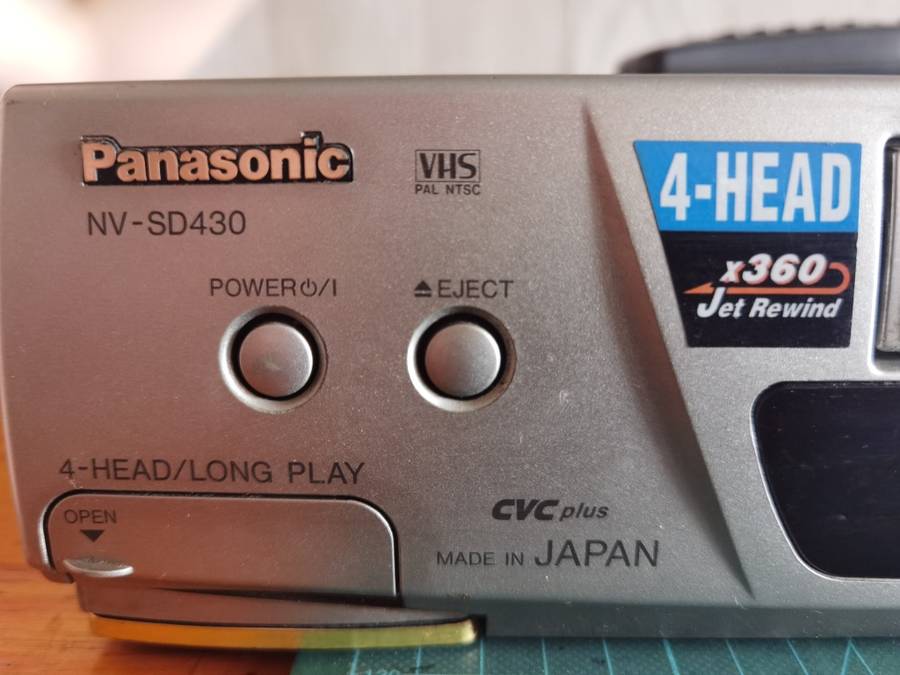 Panasonic
VHS
PAL NTSC
NV-SD430
4-HEAD
x360
Jet Rewind
POWER⏻/I
⏏EJECT
4-HEAD/LONG PLAY
OPEN
CVC plus
MADE IN JAPAN